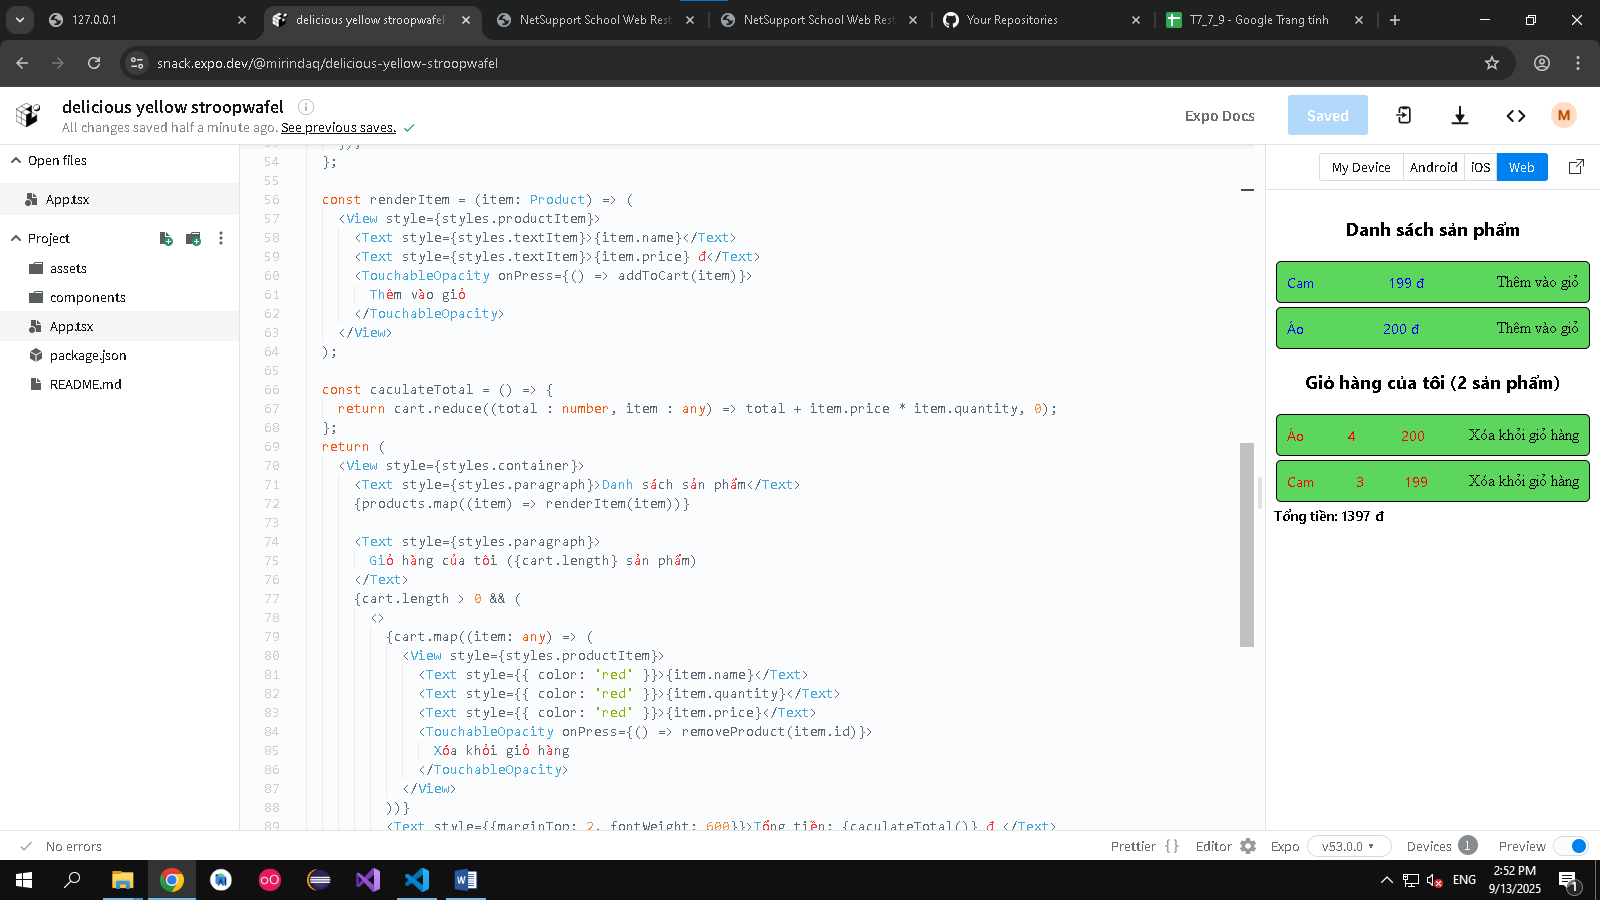 127.0.0.1
delicious yellow stroopwafel
NetSupport School Web Rest
NetSupport School Web Rest
Your Repositories
T7_7_9 - Google Trang tính
snack.expo.dev/@mirindaq/delicious-yellow-stroopwafel
delicious yellow stroopwafel
All changes saved half a minute ago. See previous saves.
Expo Docs
Saved
M
Open files
App.tsx
Project
assets
components
App.tsx
package.json
README.md
54 };
55
56 const renderItem = (item: Product) => (
57 <View style={styles.productItem}>
58 <Text style={styles.textItem}>{item.name}</Text>
59 <Text style={styles.textItem}>{item.price} đ</Text>
60 <TouchableOpacity onPress={() => addToCart(item)}>
61 Thêm vào giỏ
62 </TouchableOpacity>
63 </View>
64 );
65
66 const caculateTotal = () => {
67 return cart.reduce((total : number, item : any) => total + item.price * item.quantity, 0);
68 };
69 return (
70 <View style={styles.container}>
71 <Text style={styles.paragraph}>Danh sách sản phẩm</Text>
72 {products.map((item) => renderItem(item))}
73
74 <Text style={styles.paragraph}>
75 Giỏ hàng của tôi ({cart.length} sản phẩm)
76 </Text>
77 {cart.length > 0 && (
78 <>
79 {cart.map((item: any) => (
80 <View style={styles.productItem}>
81 <Text style={{ color: 'red' }}>{item.name}</Text>
82 <Text style={{ color: 'red' }}>{item.quantity}</Text>
83 <Text style={{ color: 'red' }}>{item.price}</Text>
84 <TouchableOpacity onPress={() => removeProduct(item.id)}>
85 Xóa khỏi giỏ hàng
86 </TouchableOpacity>
87 </View>
88 ))}
89 <Text style={{marginTop: 2, fontWeight: 600}}>Tổng tiền: {caculateTotal()} đ </Text>
My Device Android iOS Web
Danh sách sản phẩm
Cam 199 đ Thêm vào giỏ
Áo 200 đ Thêm vào giỏ
Giỏ hàng của tôi (2 sản phẩm)
Áo 4 200 Xóa khỏi giỏ hàng
Cam 3 199 Xóa khỏi giỏ hàng
Tổng tiền: 1397 đ
No errors
Prettier { } Editor Expo v53.0.0 Devices 1 Preview
ENG
2:52 PM
9/13/2025
1